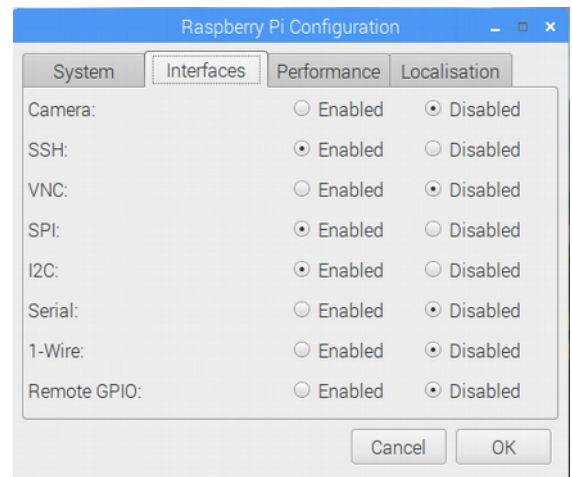 Raspberry Pi Configuration
System Interfaces Performance Localisation
Camera: Enabled Disabled
SSH: Enabled Disabled
VNC: Enabled Disabled
SPI: Enabled Disabled
I2C: Enabled Disabled
Serial: Enabled Disabled
1-Wire: Enabled Disabled
Remote GPIO: Enabled Disabled
Cancel OK